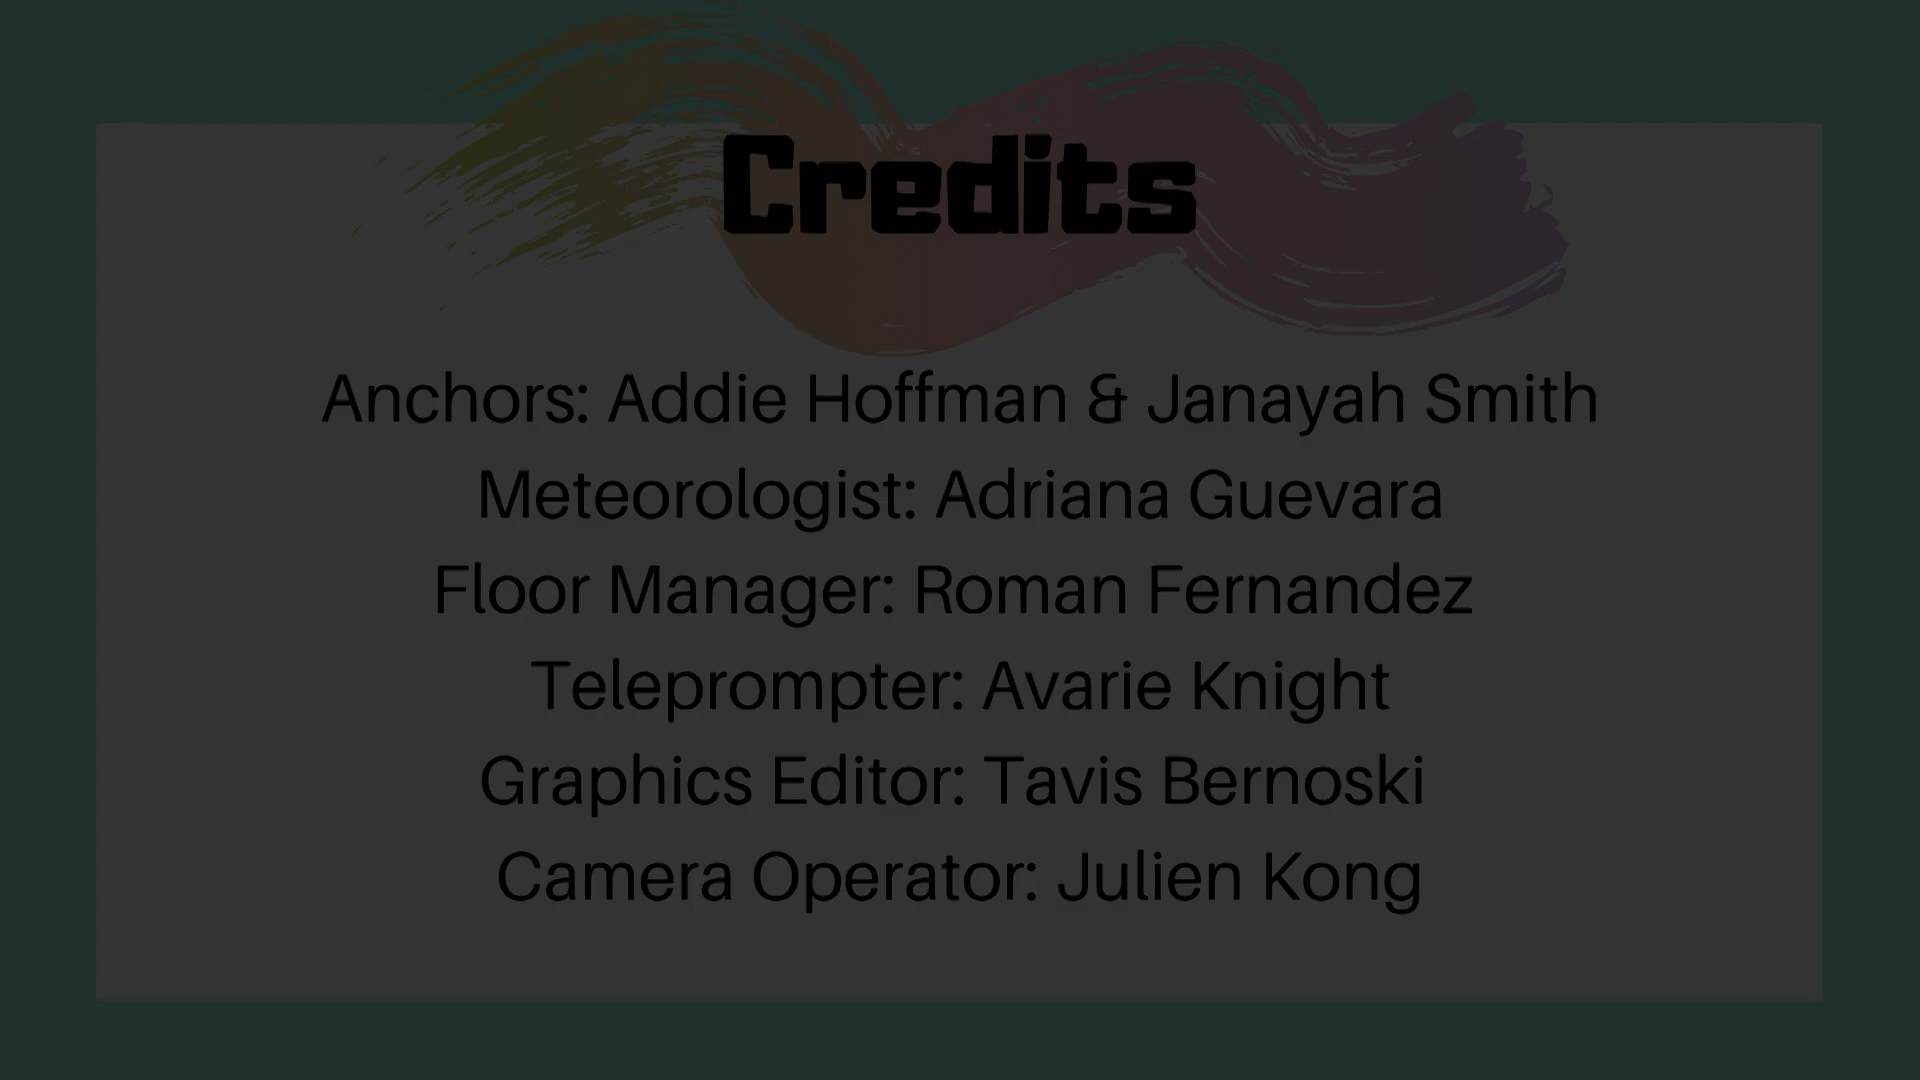 Credits
Anchors: Addie Hoffman & Janayah Smith
Meteorologist: Adriana Guevara
Floor Manager: Roman Fernandez
Teleprompter: Avarie Knight
Graphics Editor: Tavis Bernoski
Camera Operator: Julien Kong